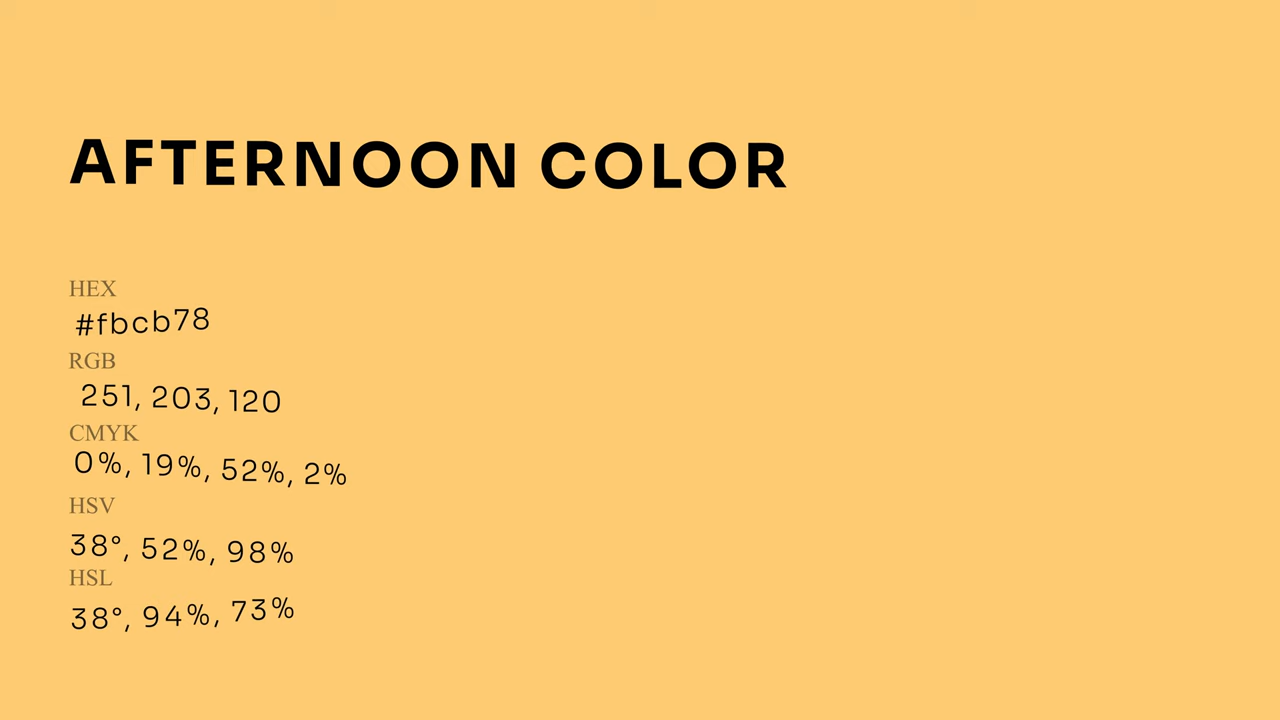 AFTERNOON COLOR
HEX
#fbcb78
RGB
251, 203, 120
CMYK
0%, 19%, 52%, 2%
HSV
38°, 52%, 98%
HSL
38°, 94%, 73%